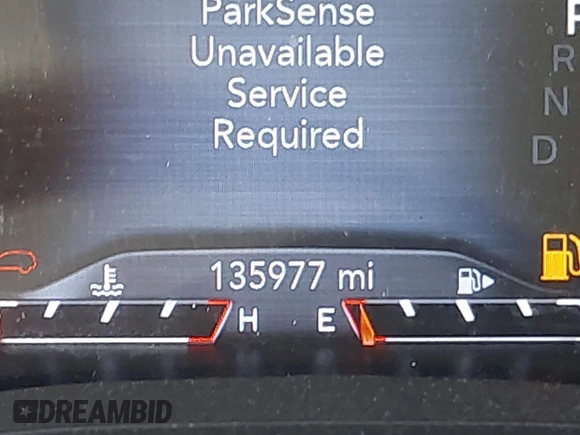 ParkSense
Unavailable
Service
Required
P
R
N
D
135977 mi
H E
DREAMBID